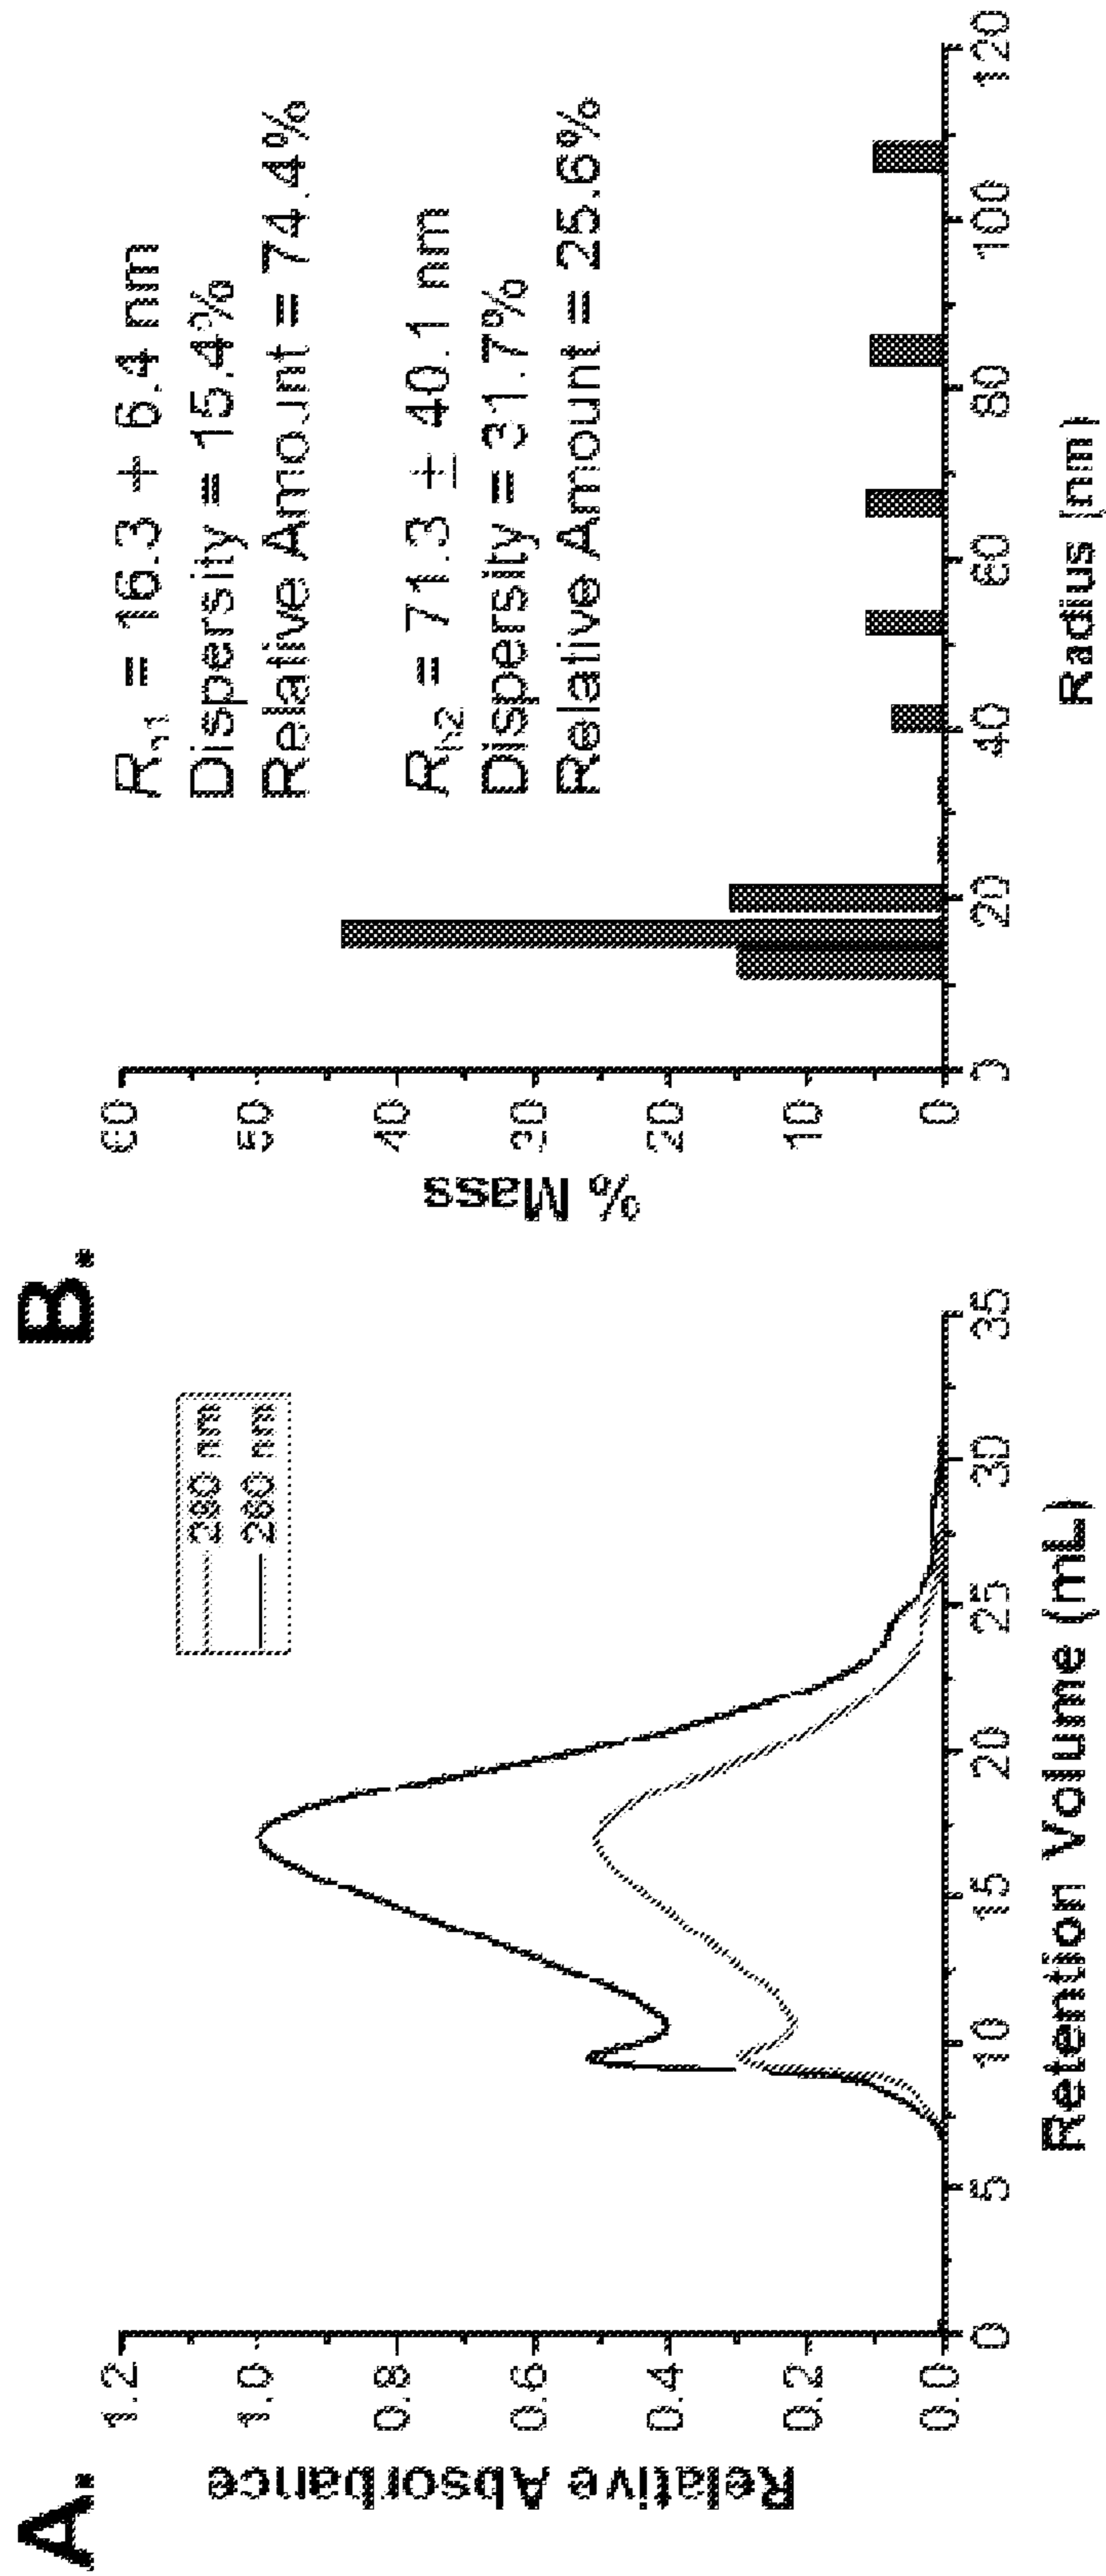 A.
Relative Absorbance
1.2
1.0
0.8
0.6
0.4
0.2
0.0
280 nm
260 nm
0 5 10 15 20 25 30 35
Retention Volume (mL)
B.
% Mass
60
50
40
30
20
10
0
Rh1 = 16.3 + 6.4 nm
Dispersity = 15.4%
Relative Amount = 74.4%
Rh2 = 71.3 ± 40.1 nm
Dispersity = 31.7%
Relative Amount = 25.6%
0 20 40 60 80 100 120
Radius (nm)